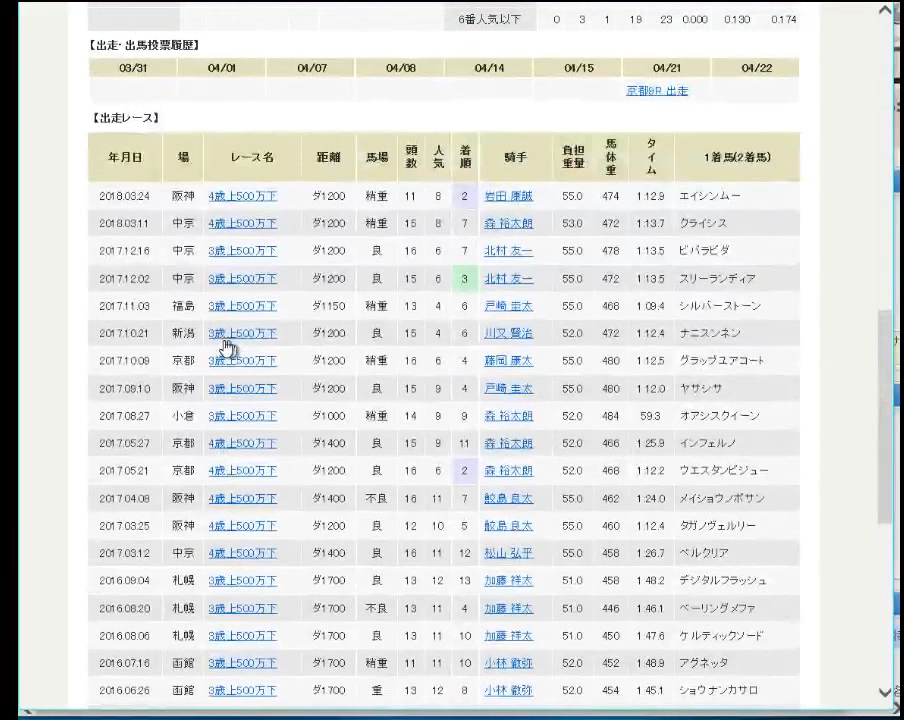 6番人気以下 0 3 1 19 23 0.000 0.130 0.174
【出走・出馬投票履歴】
03/31 04/01 04/07 04/08 04/14 04/15 04/21 04/22
京都9R 出走
【出走レース】
年月日 場 レース名 距離 馬場 頭数 人気 着順 騎手 負担重量 馬体重 タイム 1着馬(2着馬)
2018.03.24 阪神 4歳上500万下 ダ1200 稍重 11 8 2 岩田 康誠 55.0 474 1:12.9 エイシンムー
2018.03.11 中京 4歳上500万下 ダ1200 稍重 15 8 7 森 裕太朗 53.0 472 1:13.7 クライシス
2017.12.16 中京 3歳上500万下 ダ1200 良 16 6 7 北村 友一 55.0 478 1:13.5 ビバラビダ
2017.12.02 中京 3歳上500万下 ダ1200 良 15 6 3 北村 友一 55.0 472 1:13.5 スリーランディア
2017.11.03 福島 3歳上500万下 ダ1150 稍重 13 4 6 戸崎 圭太 55.0 468 1:09.4 シルバーストーン
2017.10.21 新潟 3歳上500万下 ダ1200 良 15 4 6 川又 賢治 52.0 472 1:12.4 ナニスンネン
2017.10.09 京都 3歳上500万下 ダ1200 稍重 16 6 4 藤岡 康太 55.0 480 1:12.5 グラップユアコート
2017.09.10 阪神 3歳上500万下 ダ1200 良 15 9 4 戸崎 圭太 55.0 480 1:12.0 ヤサシサ
2017.08.27 小倉 3歳上500万下 ダ1000 稍重 14 9 9 森 裕太朗 52.0 484 59.3 オアシスクイーン
2017.05.27 京都 4歳上500万下 ダ1400 良 15 9 11 森 裕太朗 52.0 466 1:25.9 インフェルノ
2017.05.21 京都 4歳上500万下 ダ1200 良 16 6 2 森 裕太朗 52.0 468 1:12.2 ウエスタンビジュー
2017.04.08 阪神 4歳上500万下 ダ1400 不良 16 11 7 鮫島 良太 55.0 462 1:24.0 メイショウノボサン
2017.03.25 阪神 4歳上500万下 ダ1200 良 12 10 5 鮫島 良太 55.0 460 1:12.4 タガノヴェルリー
2017.03.12 中京 4歳上500万下 ダ1400 良 16 11 12 松山 弘平 55.0 458 1:26.7 ベルクリア
2016.09.04 札幌 3歳上500万下 ダ1700 良 13 12 13 加藤 祥太 51.0 458 1:48.2 デジタルフラッシュ
2016.08.20 札幌 3歳上500万下 ダ1700 不良 13 11 4 加藤 祥太 51.0 446 1:46.1 ベーリングメファ
2016.08.06 札幌 3歳上500万下 ダ1700 良 13 11 10 加藤 祥太 51.0 450 1:47.6 ケルティックソード
2016.07.16 函館 3歳上500万下 ダ1700 稍重 11 11 10 小林 徹弥 52.0 452 1:48.9 アグネッタ
2016.06.26 函館 3歳上500万下 ダ1700 重 13 12 8 小林 徹弥 52.0 454 1:45.1 ショウナンカサロ